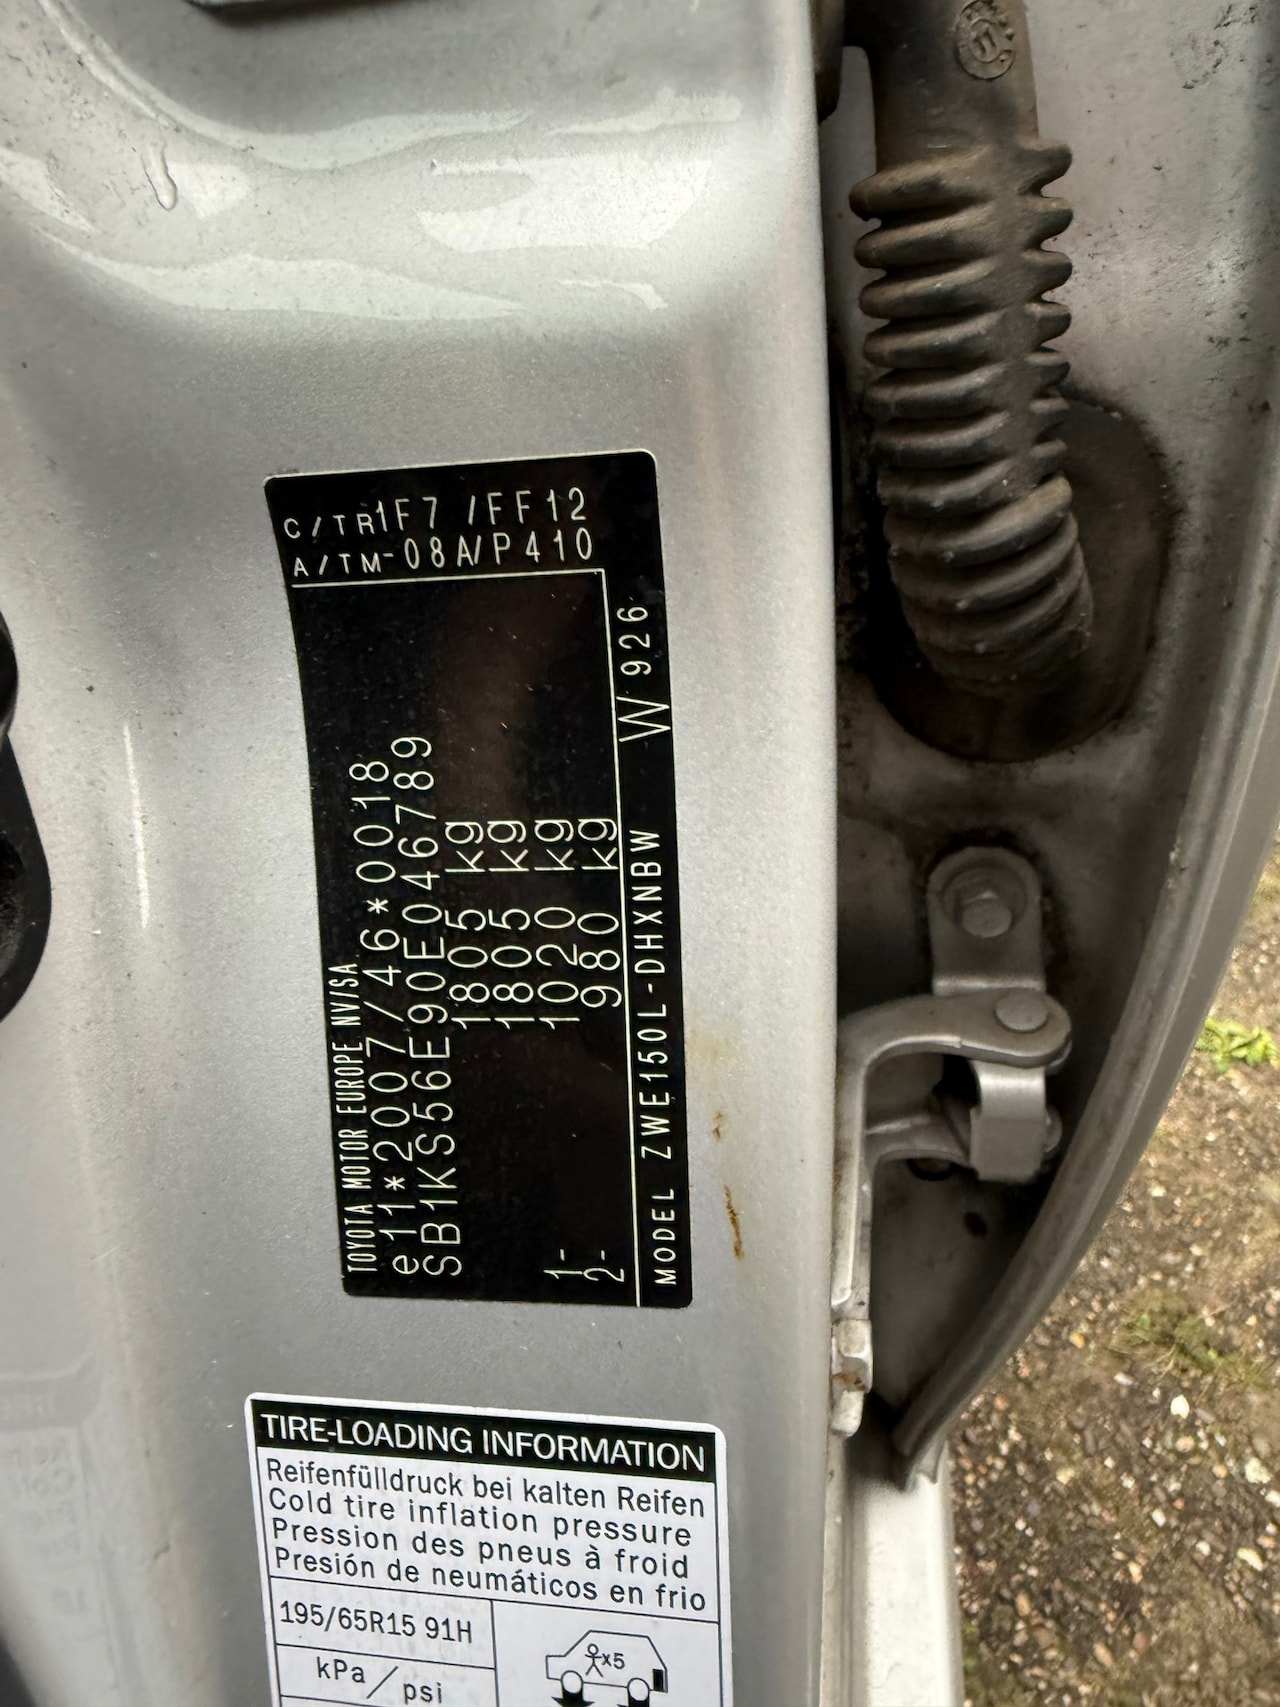 TOYOTA MOTOR EUROPE NV/SA
e11*2007/46*0018
SB1KS56E90E046789
1805 kg
1805 kg
1- 1020 kg
2- 980 kg
MODEL ZWE150L-DHXNBW W 926
C/TR1F7 /FF12
A/TM-08A/P410
TIRE-LOADING INFORMATION
Reifenfülldruck bei kalten Reifen
Cold tire inflation pressure
Pression des pneus à froid
Presión de neumáticos en frio
195/65R15 91H
x5
kPa/psi